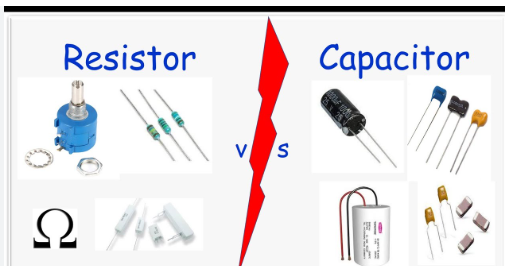 Resistor
Capacitor
v s
Ω